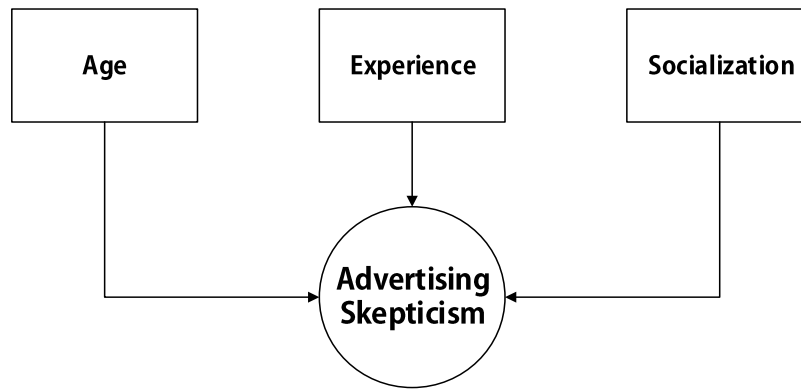 Age
Experience
Socialization
Advertising
Skepticism